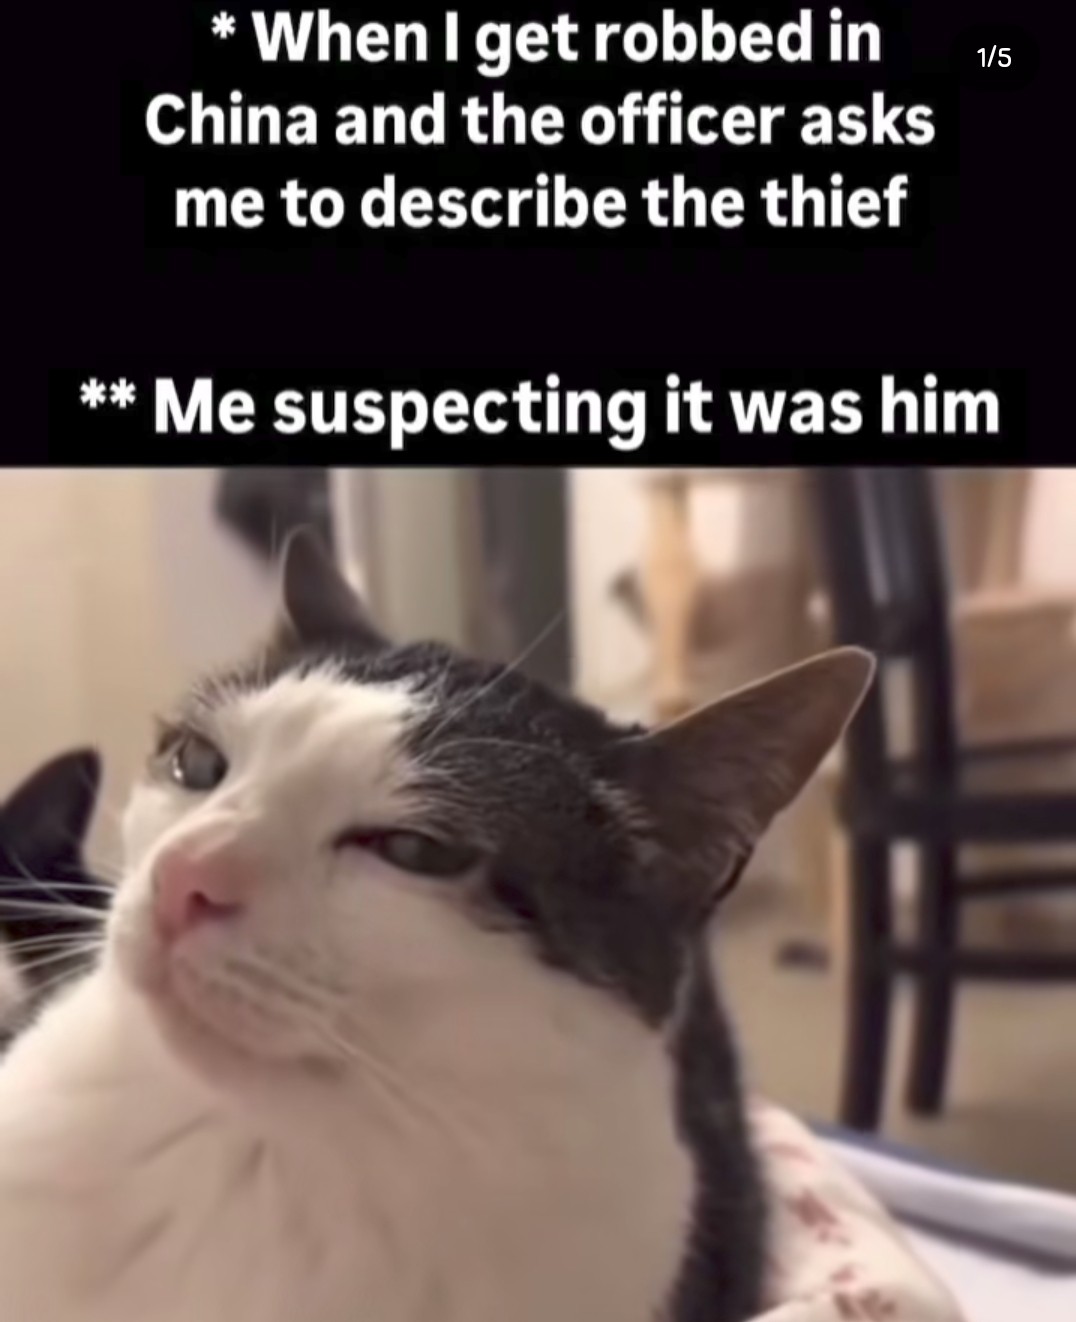 * When I get robbed in
1/5
China and the officer asks
me to describe the thief
** Me suspecting it was him